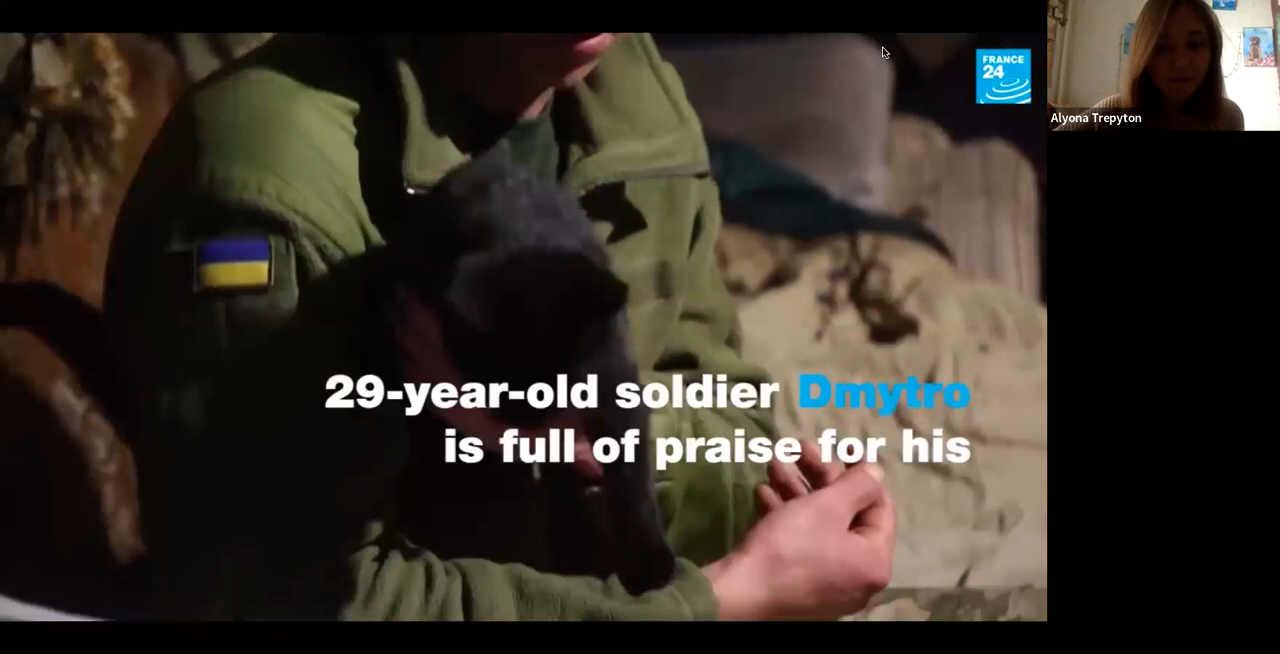 FRANCE
24
Alyona Trepyton
29-year-old soldier Dmytro
is full of praise for his